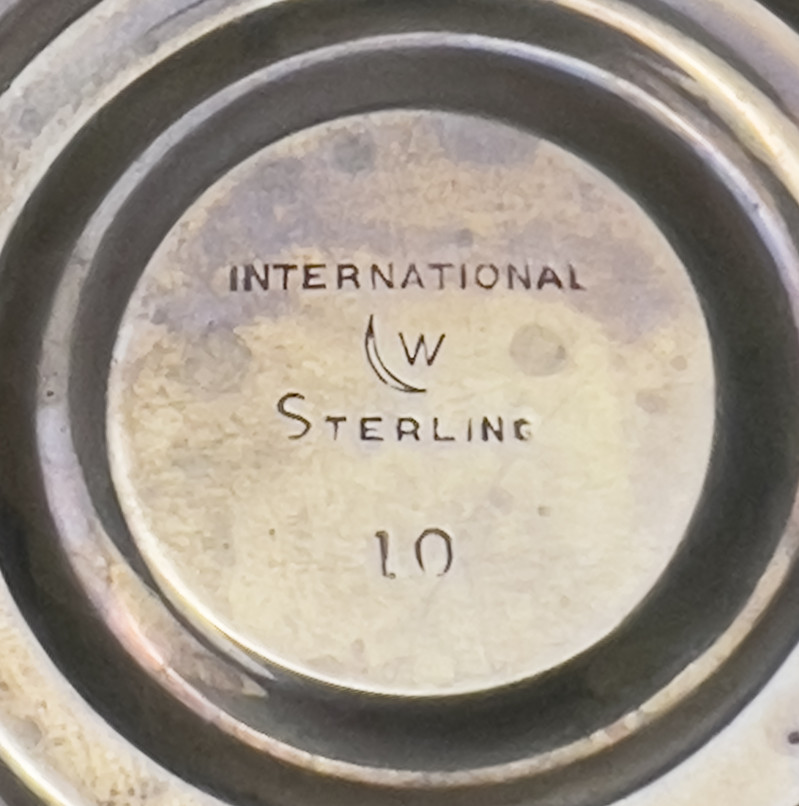 INTERNATIONAL
W
STERLING
10